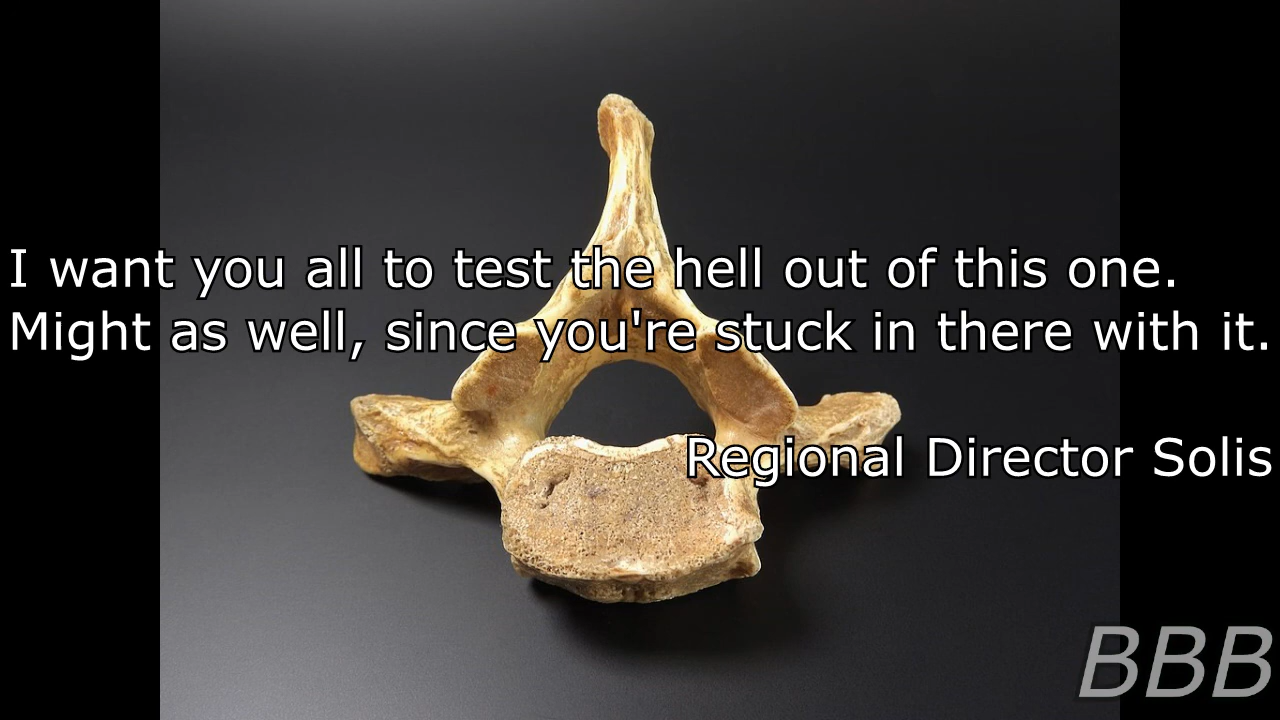 I want you all to test the hell out of this one.
Might as well, since you're stuck in there with it.
Regional Director Solis
BBB